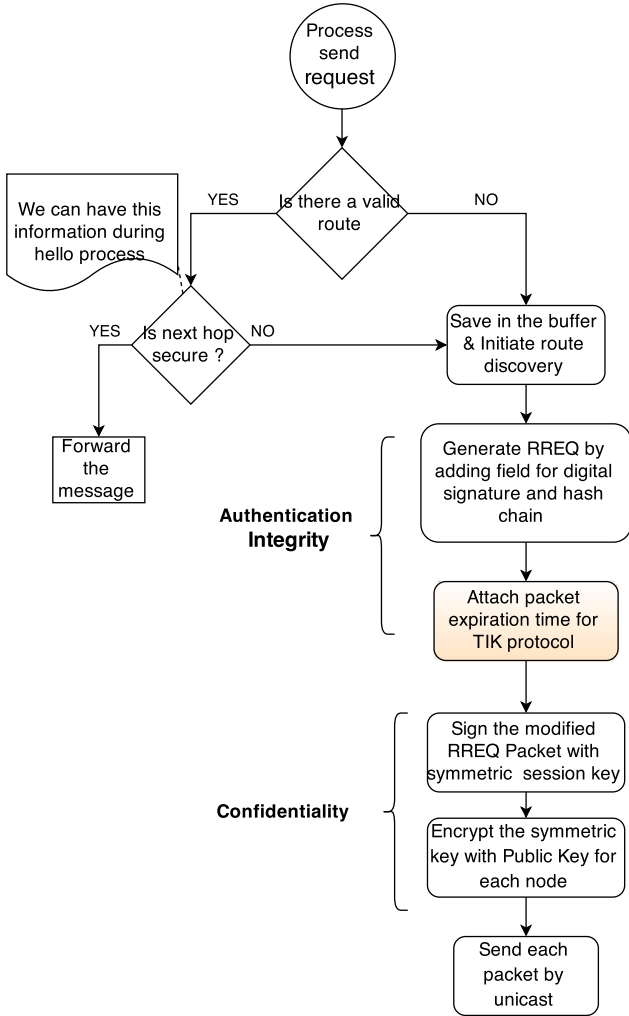 Process
send
request
Is there a valid
route
YES
NO
We can have this
information during
hello process
Is next hop
secure ?
YES
NO
Save in the buffer
& Initiate route
discovery
Forward
the
message
Generate RREQ by
adding field for digital
signature and hash
chain
Authentication
Integrity
Attach packet
expiration time for
TIK protocol
Sign the modified
RREQ Packet with
symmetric session key
Confidentiality
Encrypt the symmetric
key with Public Key for
each node
Send each
packet by
unicast